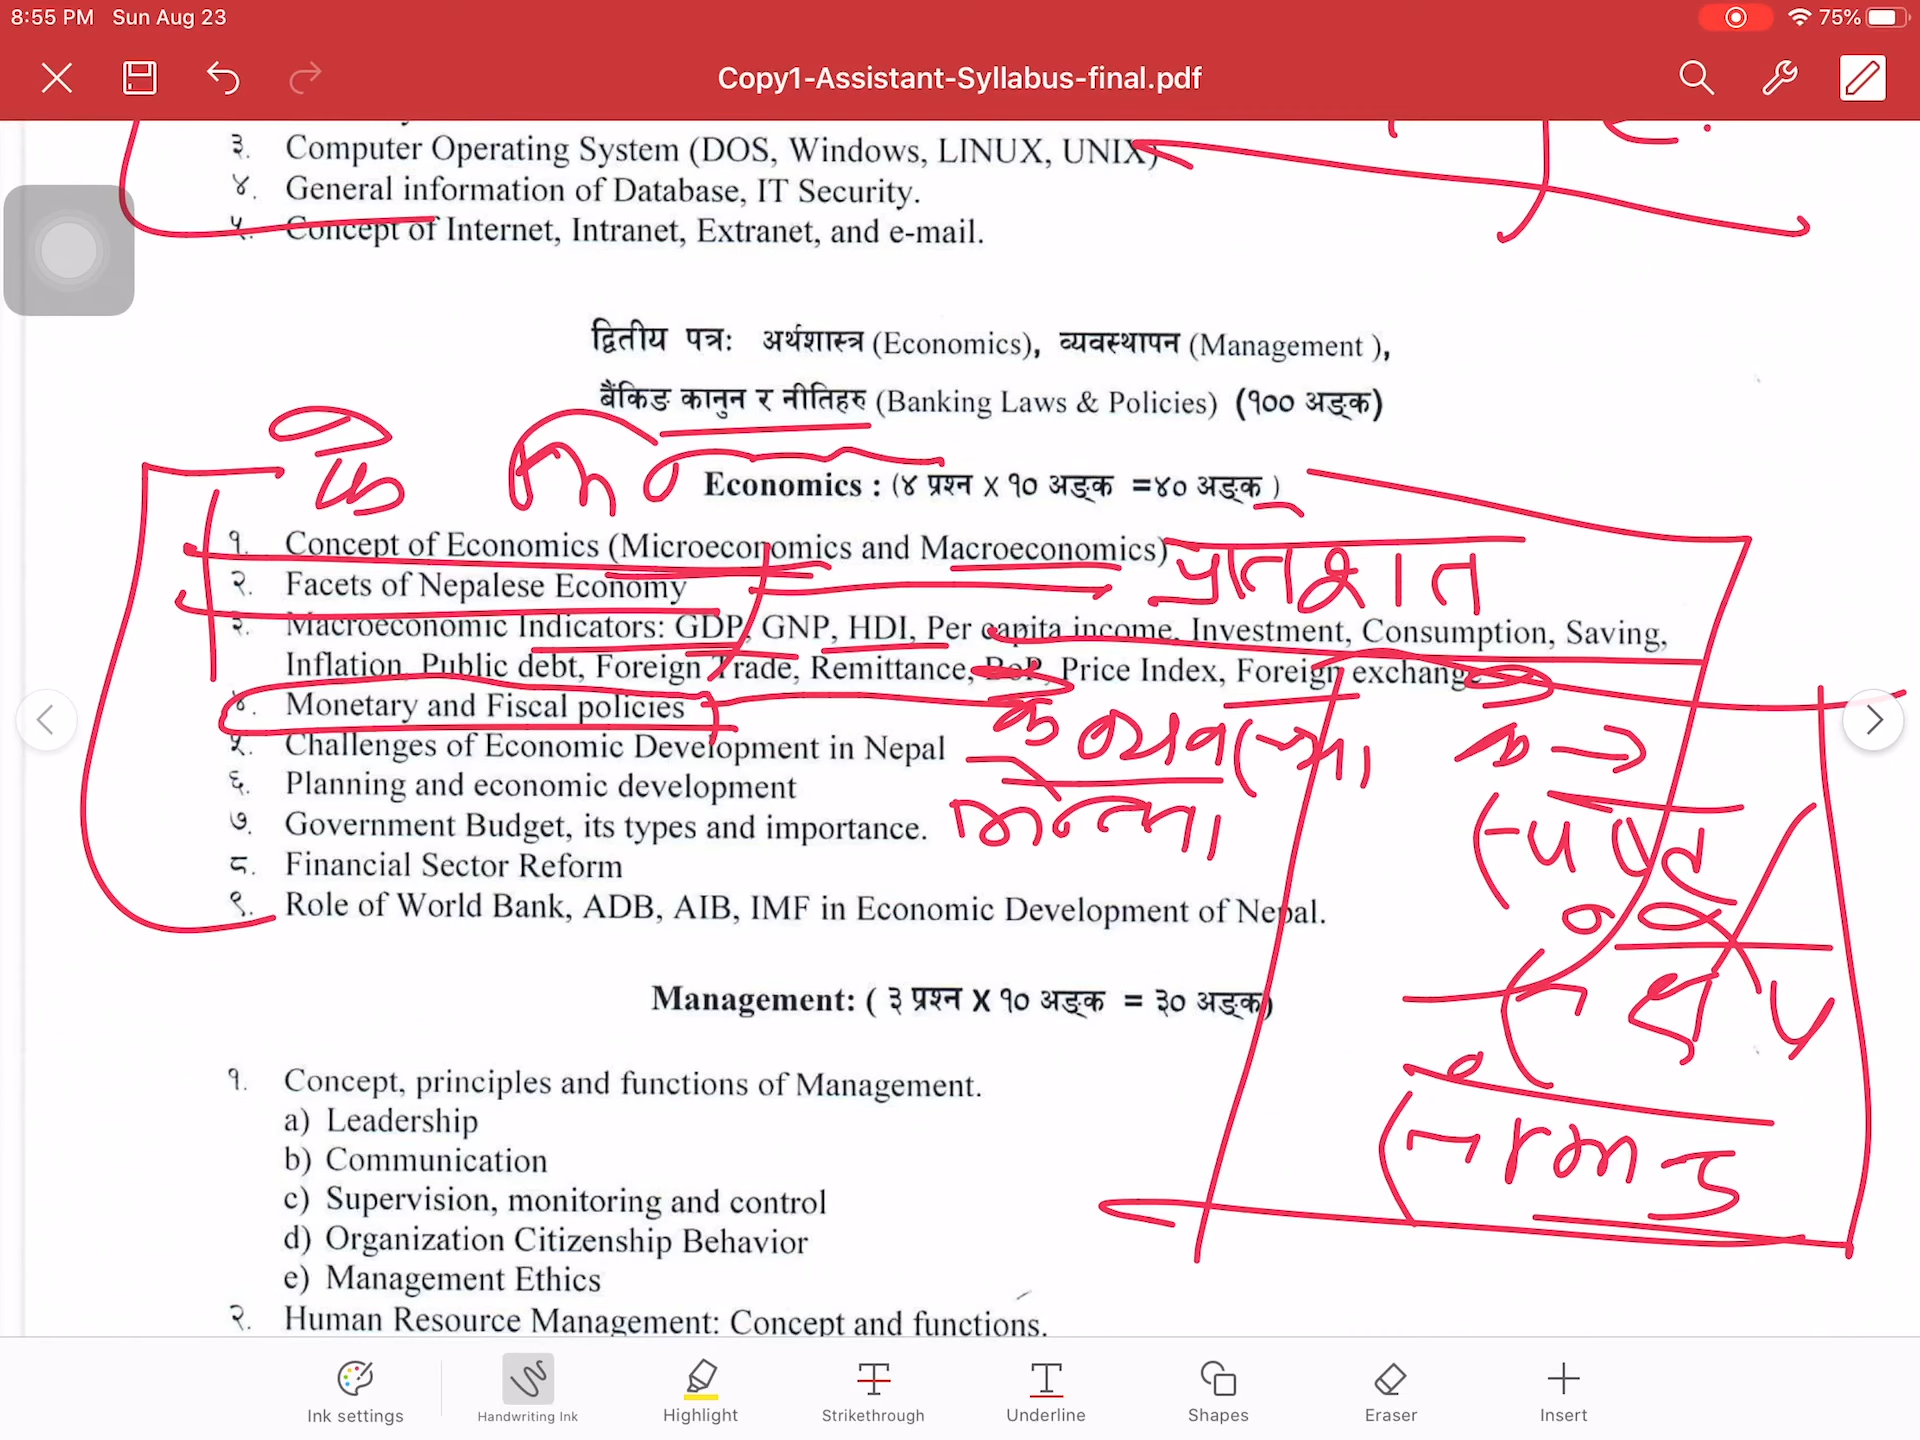 8:55 PM Sun Aug 23
75%
Copy1-Assistant-Syllabus-final.pdf
३. Computer Operating System (DOS, Windows, LINUX, UNIX)
४. General information of Database, IT Security.
५. Concept of Internet, Intranet, Extranet, and e-mail.
द्वितीय पत्र: अर्थशास्त्र (Economics), व्यवस्थापन (Management ),
बैंकिङ कानुन र नीतिहरु (Banking Laws & Policies) (१०० अङ्क)
Economics : (४ प्रश्न X १० अङ्क =४० अङ्क )
१. Concept of Economics (Microeconomics and Macroeconomics)
प्रतिशत
२. Facets of Nepalese Economy
३. Macroeconomic Indicators: GDP, GNP, HDI, Per capita income, Investment, Consumption, Saving,
Inflation, Public debt, Foreign Trade, Remittance, BoP, Price Index, Foreign exchange
४. Monetary and Fiscal policies
५. Challenges of Economic Development in Nepal
६. Planning and economic development
७. Government Budget, its types and importance.
८. Financial Sector Reform
९. Role of World Bank, ADB, AIB, IMF in Economic Development of Nepal.
Management: ( ३ प्रश्न X १० अङ्क = ३० अङ्क)
१. Concept, principles and functions of Management.
a) Leadership
b) Communication
c) Supervision, monitoring and control
d) Organization Citizenship Behavior
e) Management Ethics
२. Human Resource Management: Concept and functions.
Ink settings
Handwriting Ink
Highlight
Strikethrough
Underline
Shapes
Eraser
Insert